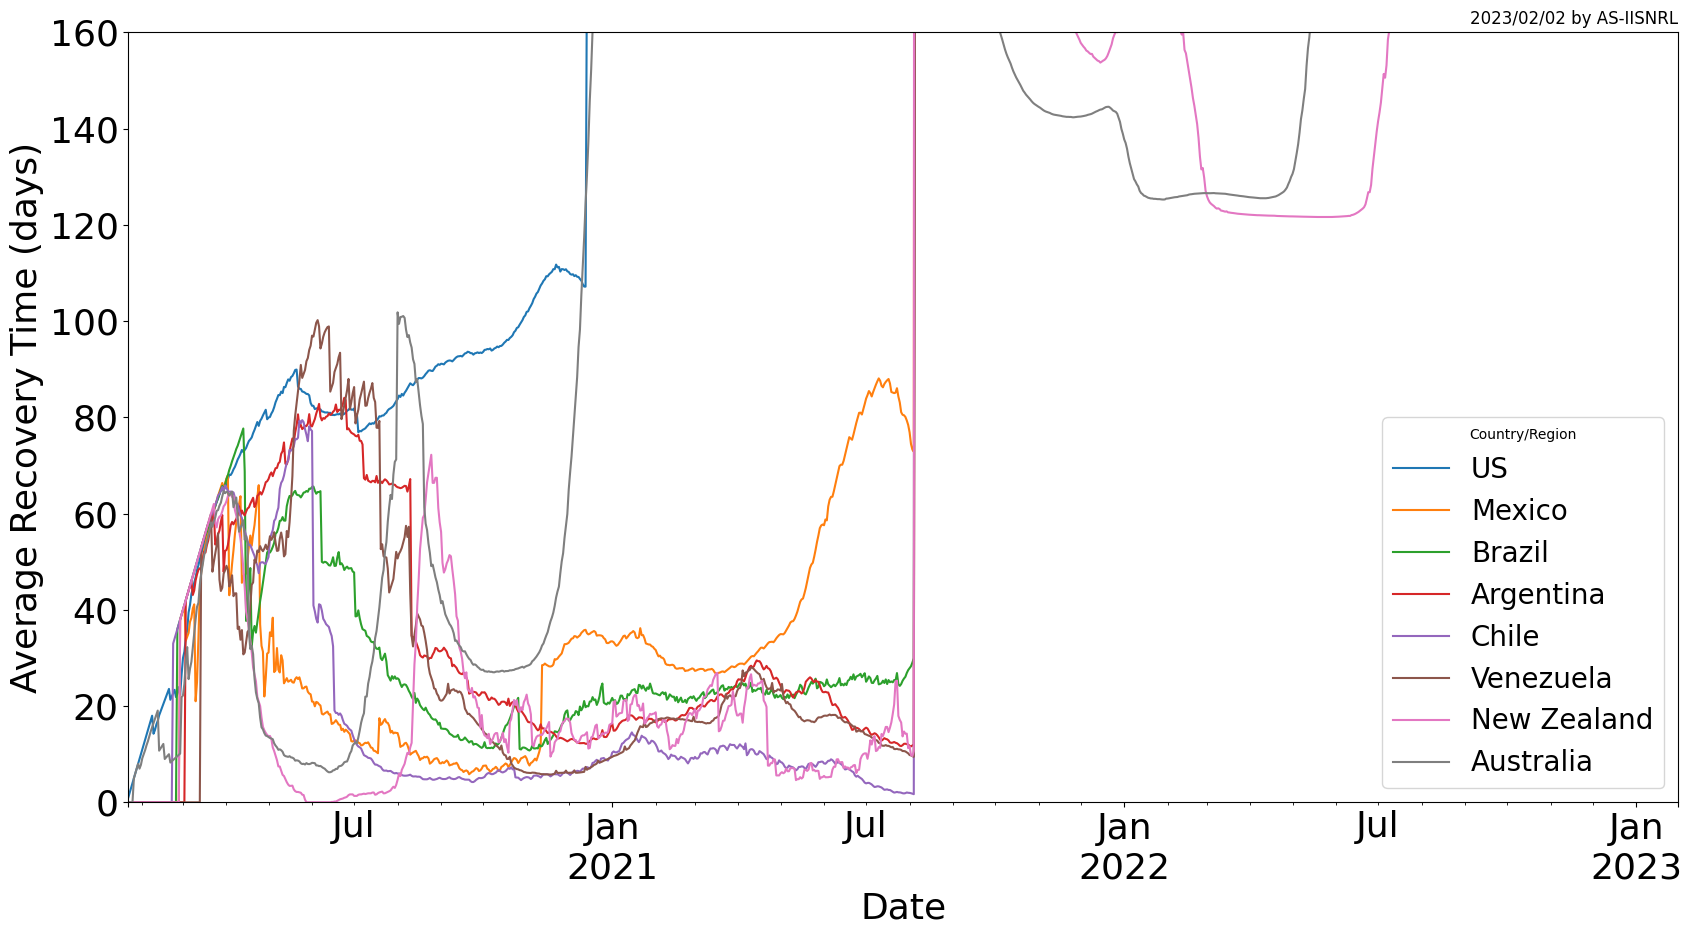 2023/02/02 by AS-IISNRL
160
140
120
100
80
60
40
20
0
Average Recovery Time (days)
Country/Region
US
Mexico
Brazil
Argentina
Chile
Venezuela
New Zealand
Australia
Jul
Jan
2021
Jul
Jan
2022
Jul
Jan
2023
Date